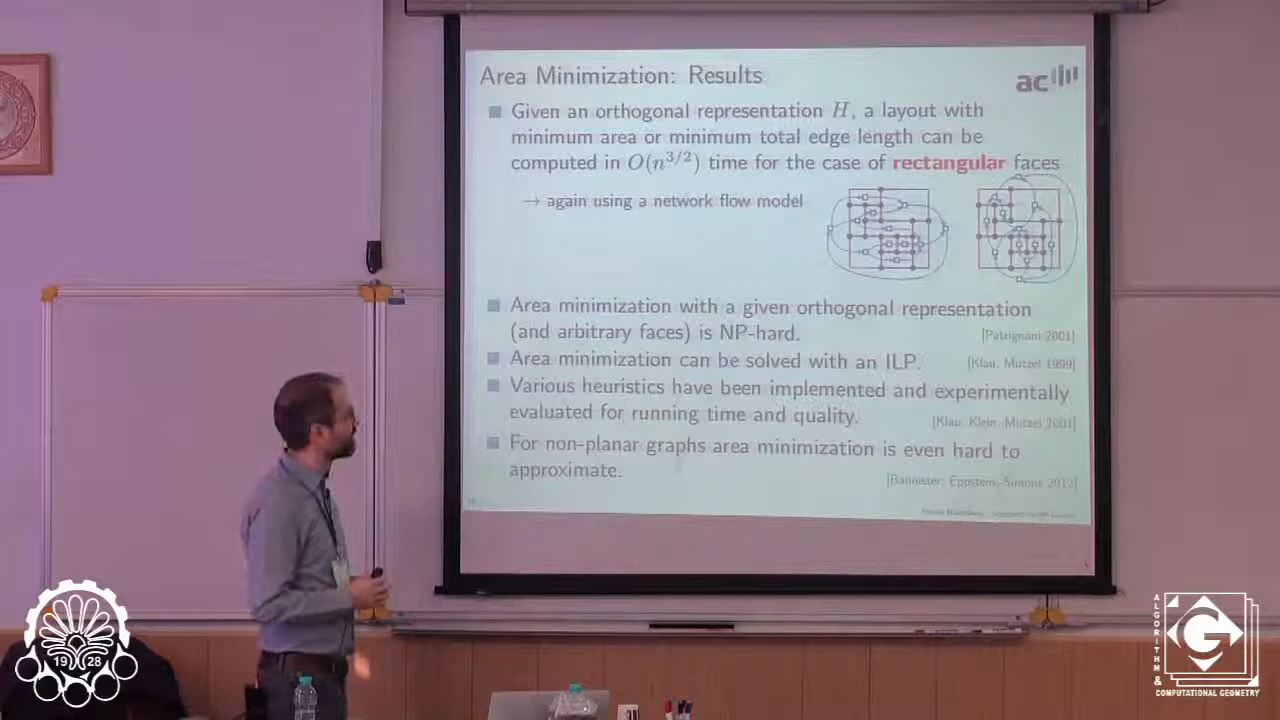 Area Minimization: Results
ac
Given an orthogonal representation H, a layout with
minimum area or minimum total edge length can be
computed in O(n^{3/2}) time for the case of rectangular faces
→ again using a network flow model
Area minimization with a given orthogonal representation
(and arbitrary faces) is NP-hard.
[Patrignani 2001]
Area minimization can be solved with an ILP.
[Klau, Mutzel 1999]
Various heuristics have been implemented and experimentally
evaluated for running time and quality.
[Klau, Klein, Mutzel 2001]
For non-planar graphs area minimization is even hard to
approximate.
[Bannister, Eppstein, Simons 2012]
19 28
ALGORITHM &
G
COMPUTATIONAL GEOMETRY